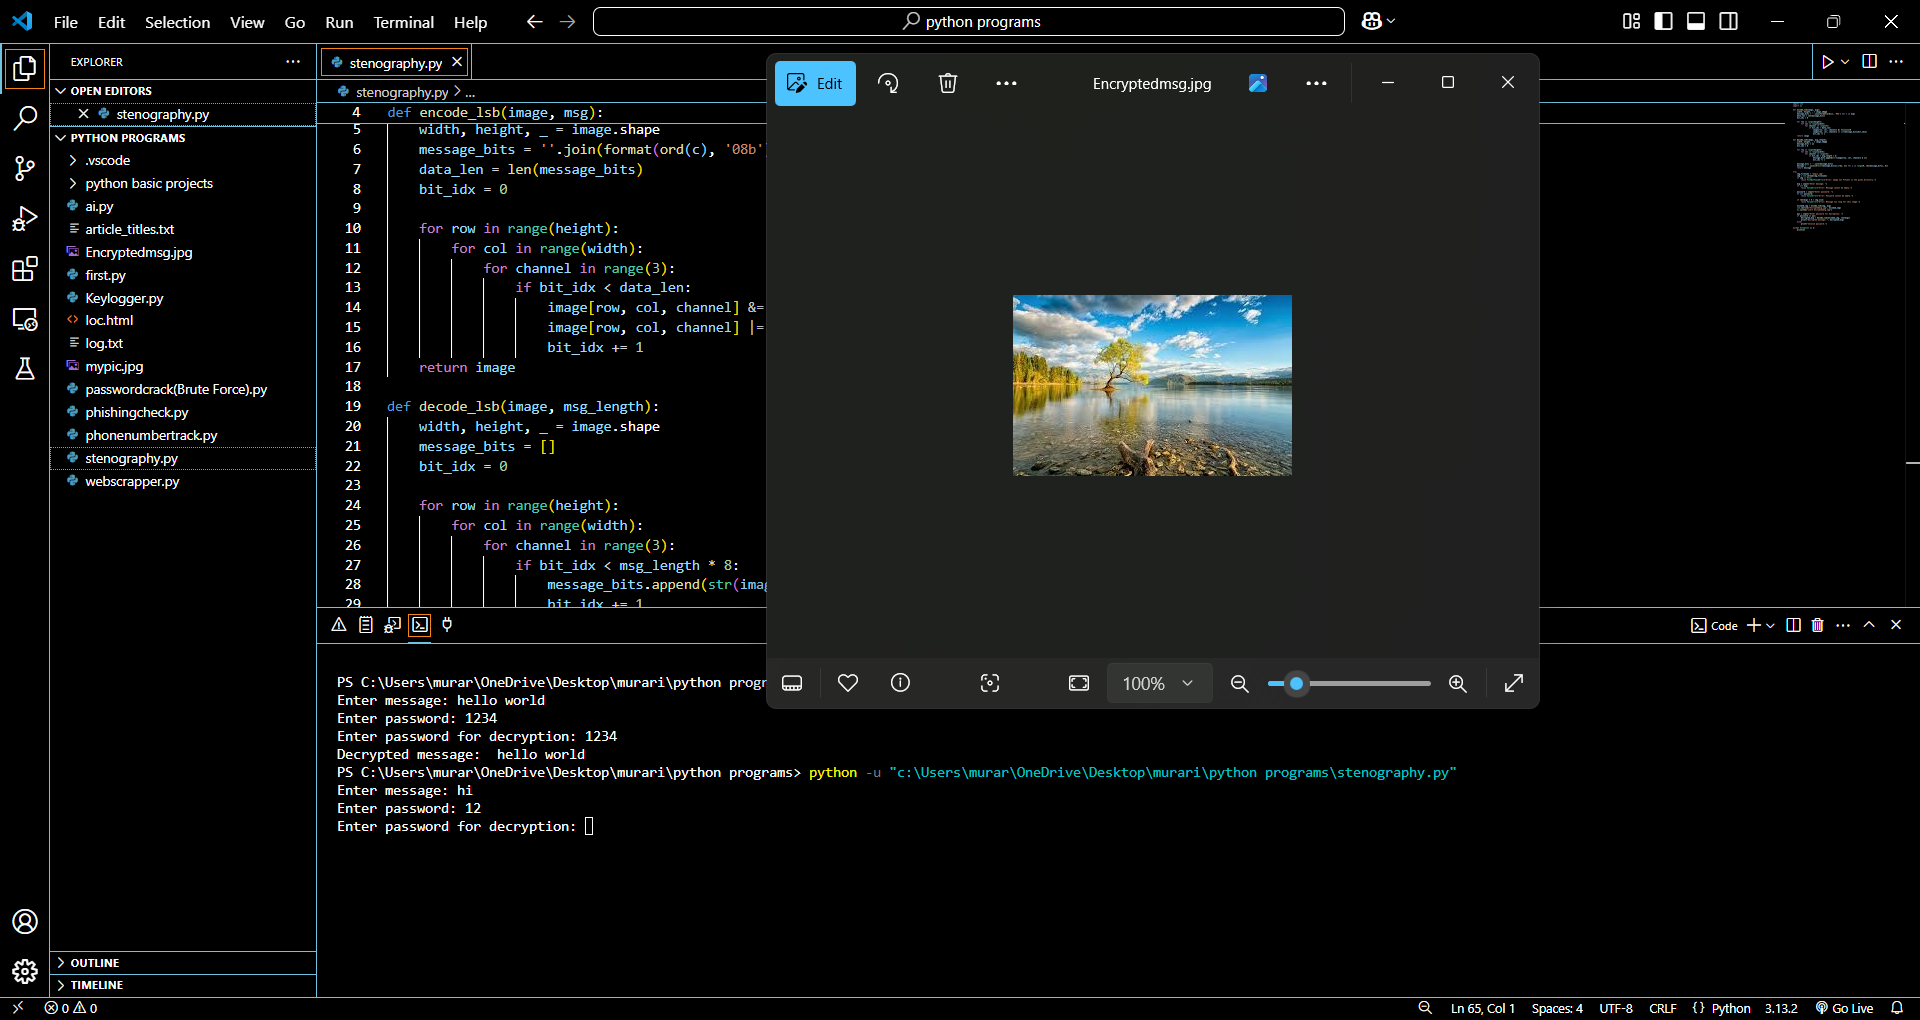 File Edit Selection View Go Run Terminal Help
python programs
EXPLORER
OPEN EDITORS
stenography.py
PYTHON PROGRAMS
.vscode
python basic projects
ai.py
article_titles.txt
Encryptedmsg.jpg
first.py
Keylogger.py
loc.html
log.txt
mypic.jpg
passwordcrack(Brute Force).py
phishingcheck.py
phonenumbertrack.py
stenography.py
webscrapper.py
OUTLINE
TIMELINE
stenography.py
stenography.py > ...
4 def encode_lsb(image, msg):
5 width, height, _ = image.shape
6 message_bits = ''.join(format(ord(c), '08b'
7 data_len = len(message_bits)
8 bit_idx = 0
9
10 for row in range(height):
11 for col in range(width):
12 for channel in range(3):
13 if bit_idx < data_len:
14 image[row, col, channel] &=
15 image[row, col, channel] |=
16 bit_idx += 1
17 return image
18
19 def decode_lsb(image, msg_length):
20 width, height, _ = image.shape
21 message_bits = []
22 bit_idx = 0
23
24 for row in range(height):
25 for col in range(width):
26 for channel in range(3):
27 if bit_idx < msg_length * 8:
28 message_bits.append(str(imag
29 bit_idx += 1
Edit
Encryptedmsg.jpg
100%
Code
PS C:\Users\murar\OneDrive\Desktop\murari\python progr
Enter message: hello world
Enter password: 1234
Enter password for decryption: 1234
Decrypted message:  hello world
PS C:\Users\murar\OneDrive\Desktop\murari\python programs> python -u "c:\Users\murar\OneDrive\Desktop\murari\python programs\stenography.py"
Enter message: hi
Enter password: 12
Enter password for decryption:
0 0
Ln 65, Col 1 Spaces: 4 UTF-8 CRLF {} Python 3.13.2 Go Live